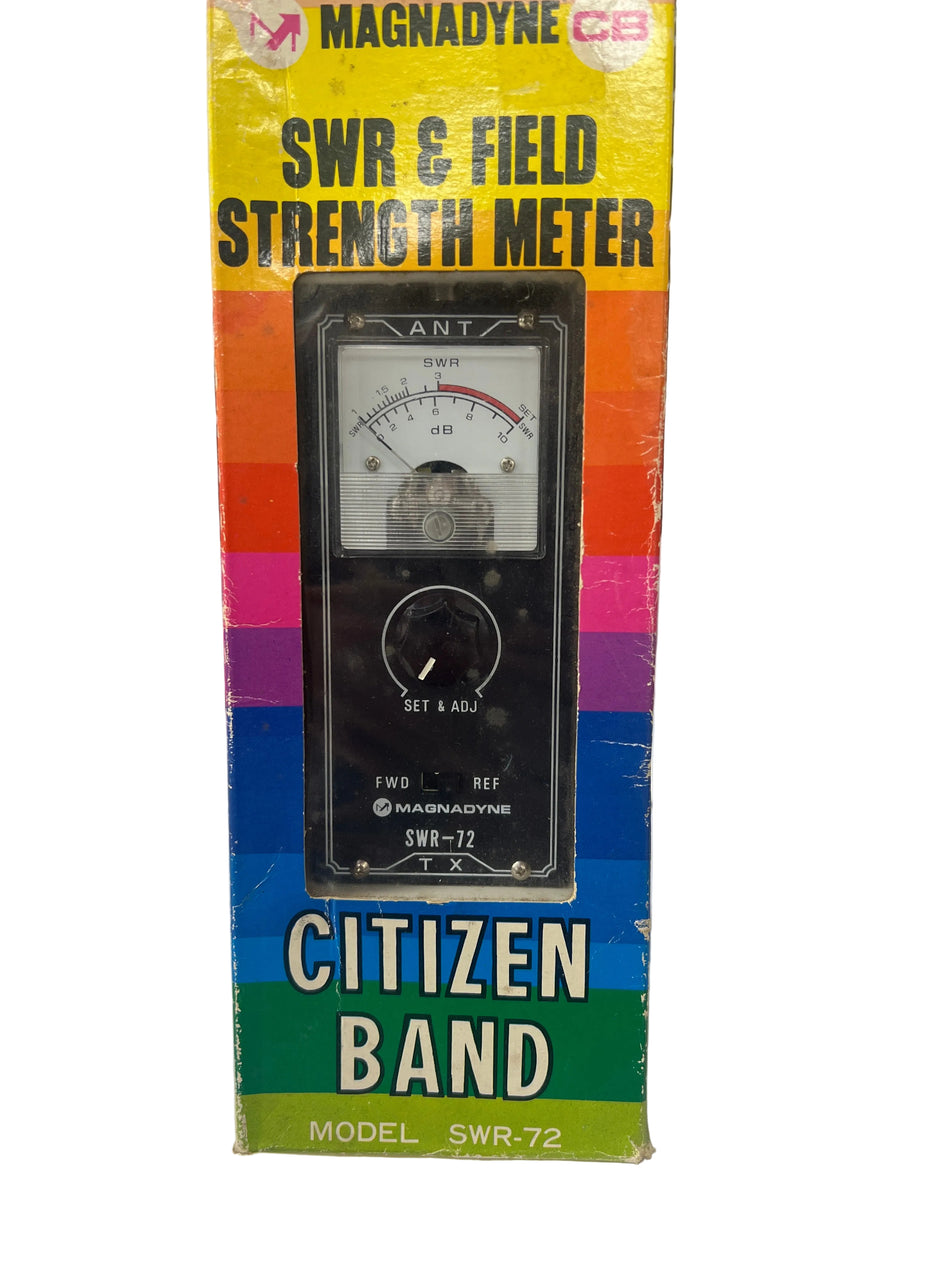 MAGNADYNE CB
SWR & FIELD
STRENGTH METER
ANT
SWR
1 1.5 2 3 SET
SWR 0 2 4 6 8 10 SWR
dB
SET & ADJ
FWD REF
MAGNADYNE
SWR-72
TX
CITIZEN
BAND
MODEL SWR-72